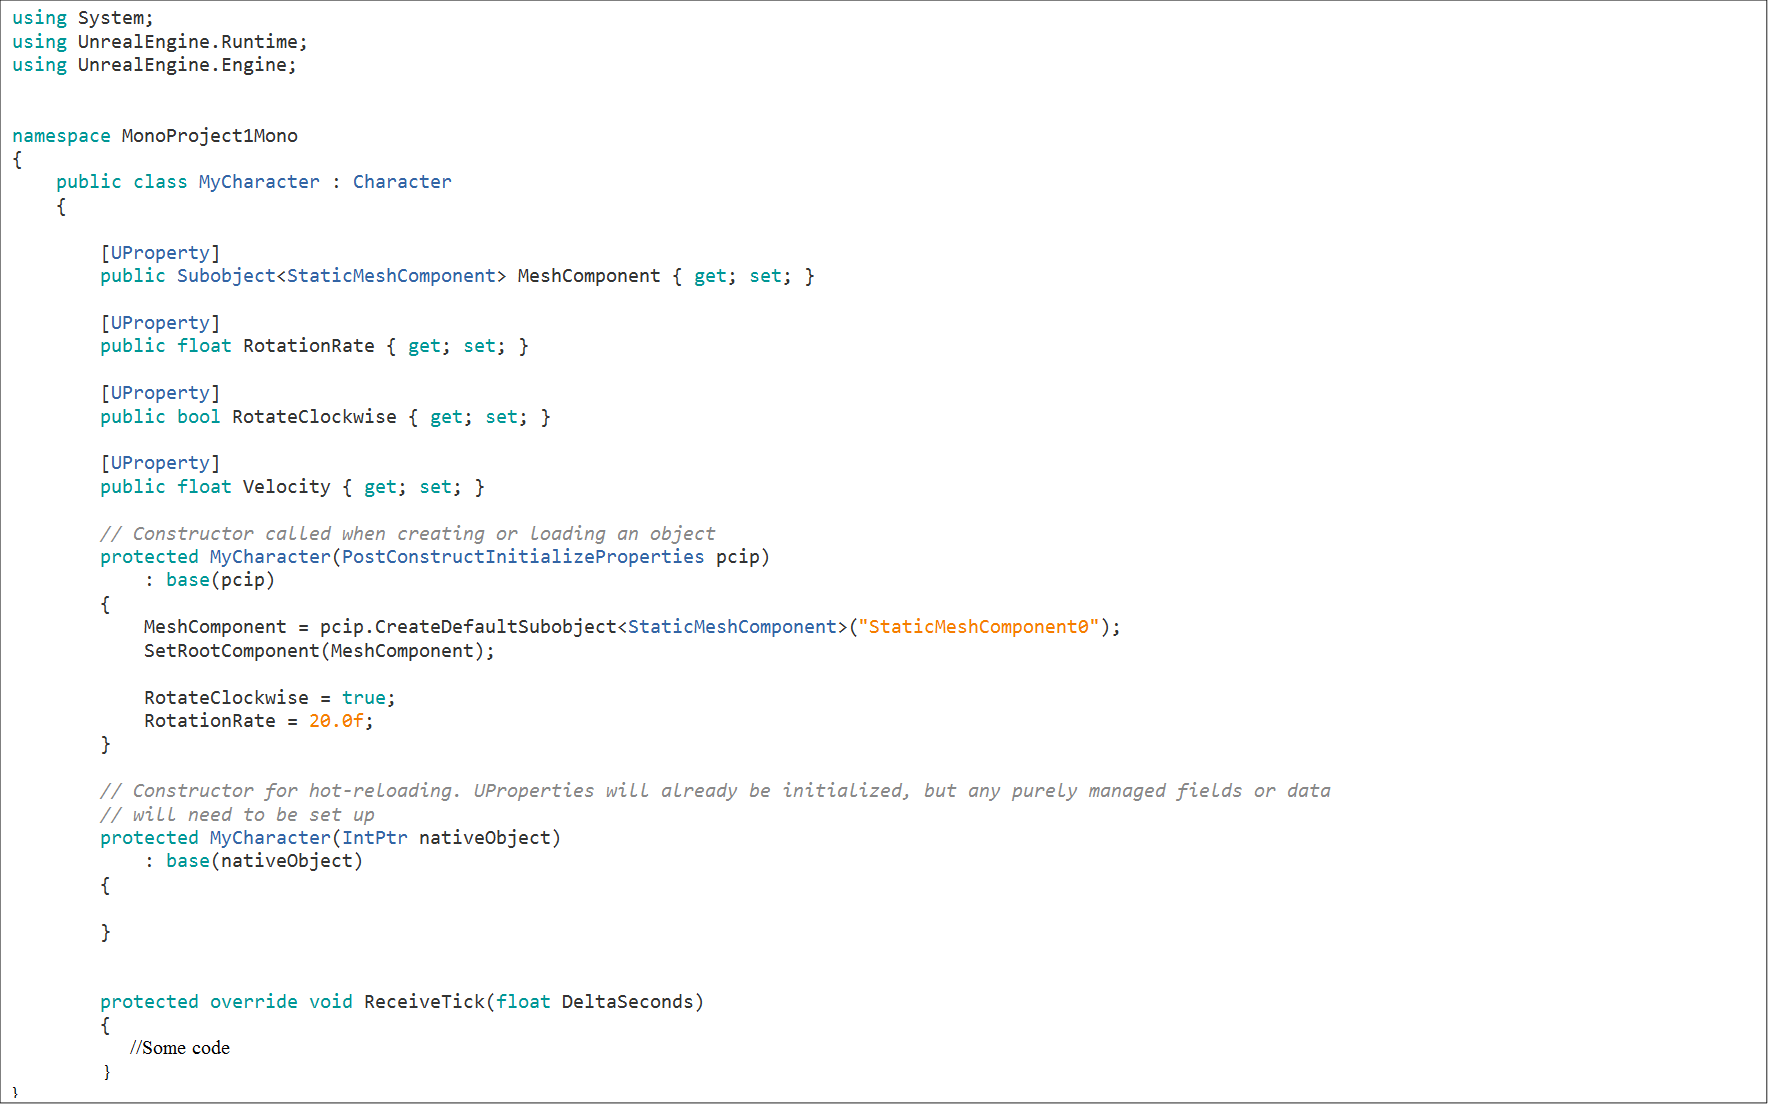 using System;
using UnrealEngine.Runtime;
using UnrealEngine.Engine;
namespace MonoProject1Mono
{
public class MyCharacter : Character
{
[UProperty]
public Subobject<StaticMeshComponent> MeshComponent { get; set; }
[UProperty]
public float RotationRate { get; set; }
[UProperty]
public bool RotateClockwise { get; set; }
[UProperty]
public float Velocity { get; set; }
// Constructor called when creating or loading an object
protected MyCharacter(PostConstructInitializeProperties pcip)
: base(pcip)
{
MeshComponent = pcip.CreateDefaultSubobject<StaticMeshComponent>("StaticMeshComponent0");
SetRootComponent(MeshComponent);
RotateClockwise = true;
RotationRate = 20.0f;
}
// Constructor for hot-reloading. UProperties will already be initialized, but any purely managed fields or data
// will need to be set up
protected MyCharacter(IntPtr nativeObject)
: base(nativeObject)
{
}
protected override void ReceiveTick(float DeltaSeconds)
{
//Some code
}
}